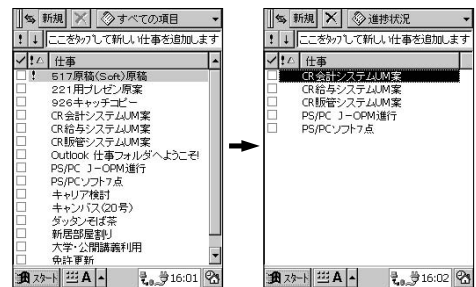 新規 すべての項目
! ↓ ここをタップして新しい仕事を追加します
仕事
! 517原稿(Soft)原稿
221用プレゼン原案
926キャッチコピー
CR会計システムUM案
CR給与システムUM案
CR販管システムUM案
Outlook 仕事フォルダへようこそ!
PS/PC J-OPM進行
PS/PCソフト7点
キャリア検討
キャンバス(20号)
ダッタンそば茶
新居部屋割り
大学・公開講義利用
免許更新
スタート A 16:01
新規 進捗状況
! ↓ ここをタップして新しい仕事を追加します
仕事
CR会計システムUM案
CR給与システムUM案
CR販管システムUM案
PS/PC J-OPM進行
PS/PCソフト7点
スタート A 16:02